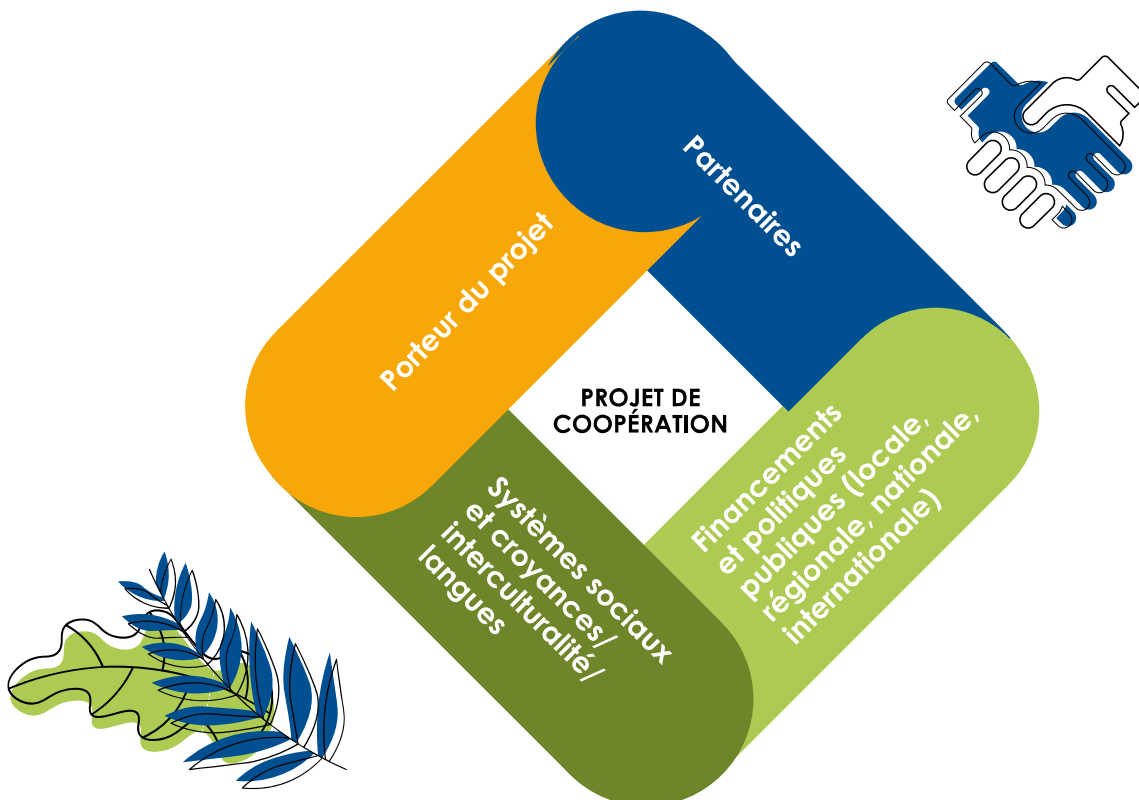 Partenaires
Porteur du projet
PROJET DE
COOPÉRATION
Financements
et politiques
publiques (locale,
régionale, nationale,
internationale)
Systèmes sociaux
et croyances/
interculturalité/
langues